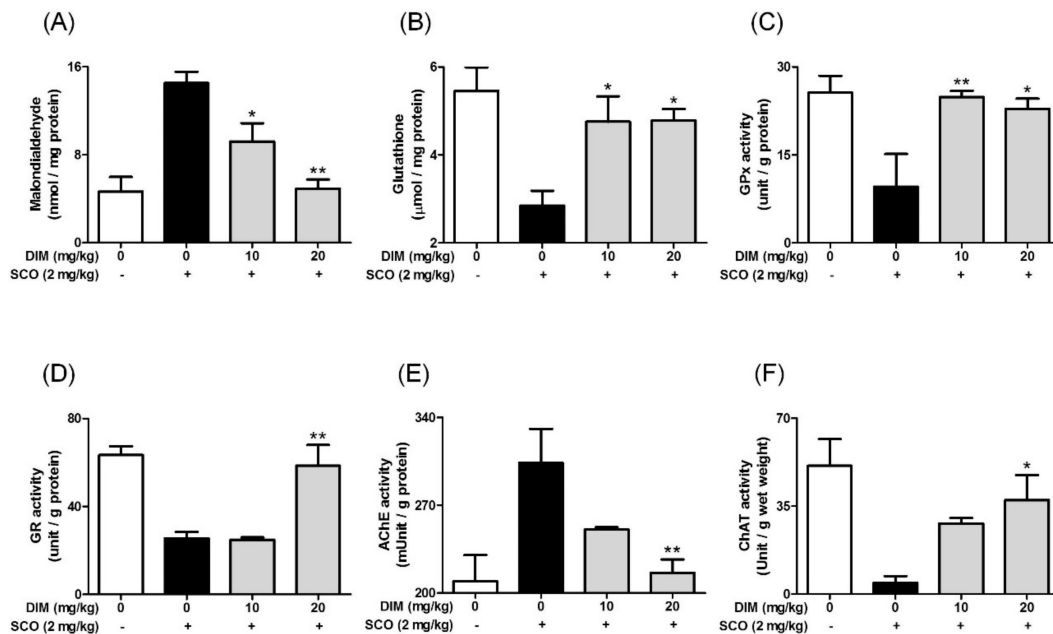 (A)
Malondialdehyde
(nmol / mg protein)
16
8
0
DIM (mg/kg) 0 0 10 20
SCO (2 mg/kg) - + + +
* **
(B)
Glutathione
(μmol / mg protein)
6
4
2
DIM (mg/kg) 0 0 10 20
SCO (2 mg/kg) - + + +
* *
(C)
GPx activity
(unit / g protein)
30
15
0
DIM (mg/kg) 0 0 10 20
SCO (2 mg/kg) - + + +
** *
(D)
GR activity
(unit / g protein)
80
40
0
DIM (mg/kg) 0 0 10 20
SCO (2 mg/kg) - + + +
**
(E)
AChE activity
(mUnit / g protein)
340
270
200
DIM (mg/kg) 0 0 10 20
SCO (2 mg/kg) - + + +
**
(F)
ChAT activity
(Unit / g wet weight)
70
35
0
DIM (mg/kg) 0 0 10 20
SCO (2 mg/kg) - + + +
*